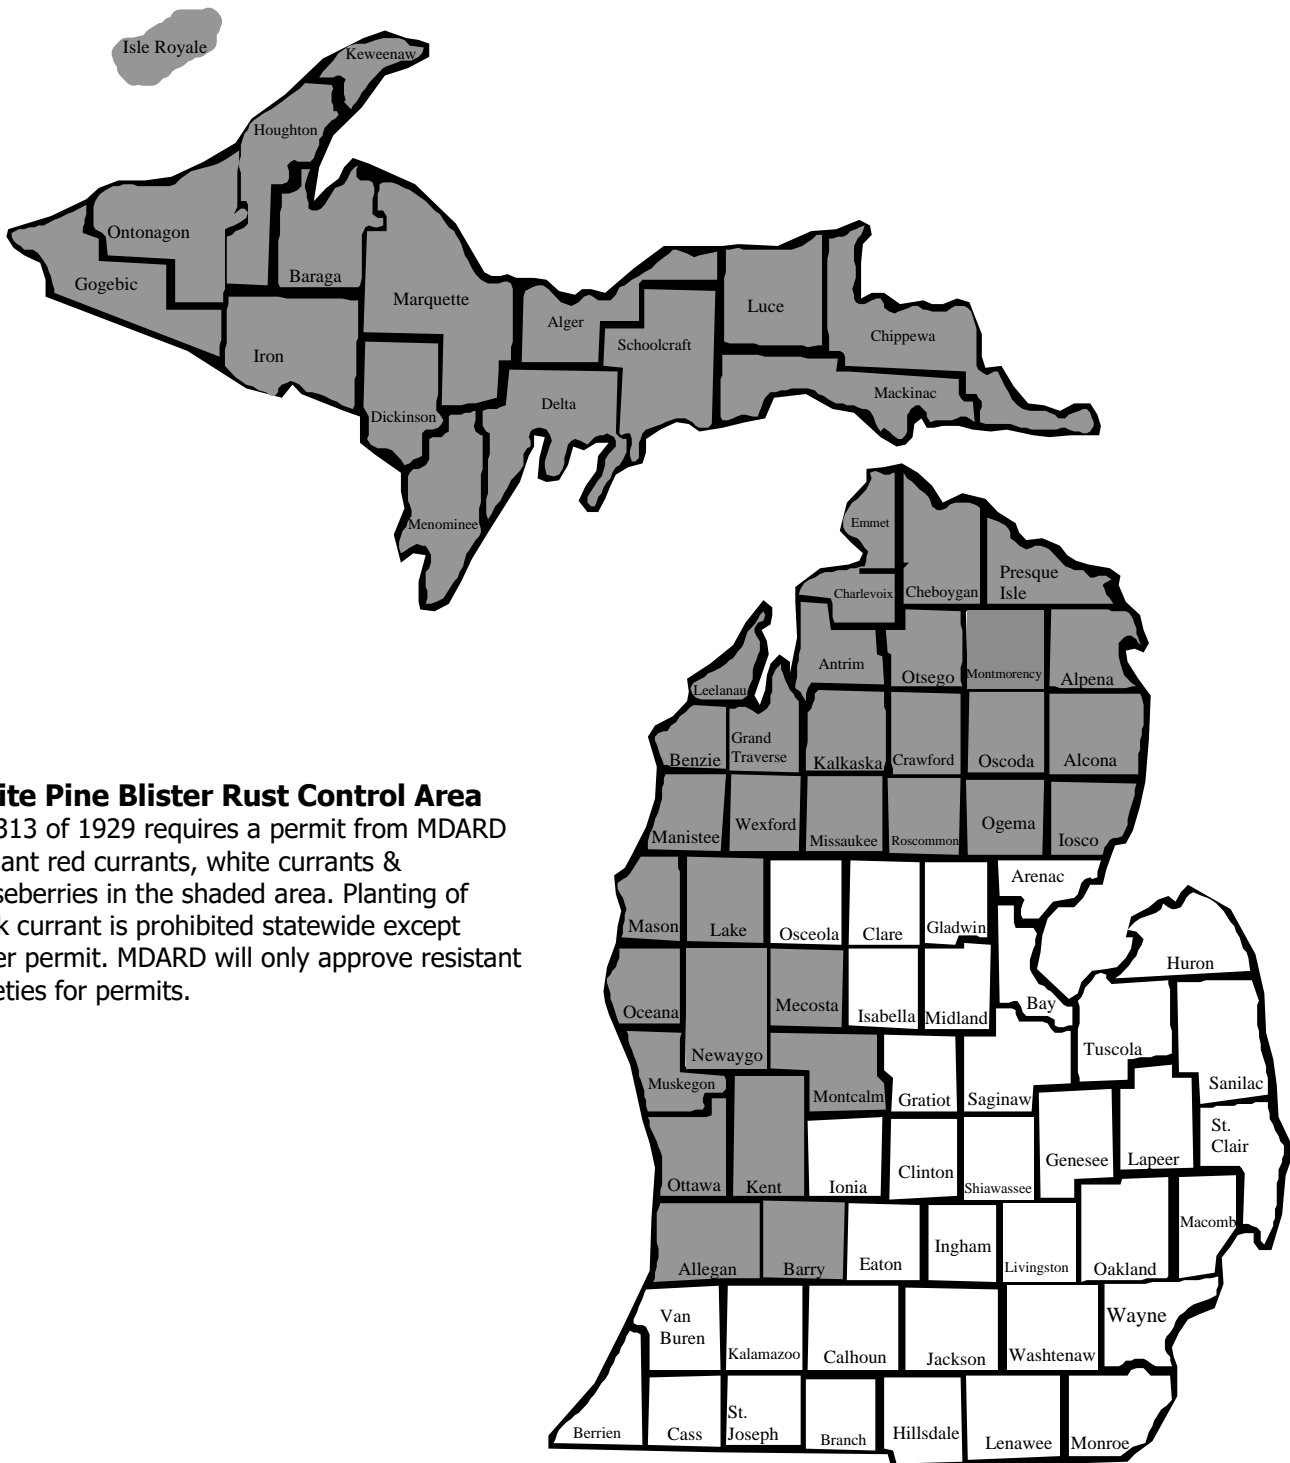 Isle Royale
Keweenaw
Houghton
Ontonagon
Gogebic
Baraga
Marquette
Iron
Dickinson
Menominee
Alger
Delta
Schoolcraft
Luce
Chippewa
Mackinac
Emmet
Charlevoix
Cheboygan
Presque
Isle
Leelanau
Antrim
Otsego
Montmorency
Alpena
Benzie
Grand
Traverse
Kalkaska
Crawford
Oscoda
Alcona
Manistee
Wexford
Missaukee
Roscommon
Ogema
Iosco
ite Pine Blister Rust Control Area
313 of 1929 requires a permit from MDARD
ant red currants, white currants &
seberries in the shaded area. Planting of
k currant is prohibited statewide except
er permit. MDARD will only approve resistant
eties for permits.
Mason
Lake
Osceola
Clare
Gladwin
Arenac
Oceana
Newaygo
Mecosta
Isabella
Midland
Bay
Huron
Tuscola
Sanilac
Muskegon
Montcalm
Gratiot
Saginaw
Genesee
Lapeer
St.
Clair
Ottawa
Kent
Ionia
Clinton
Shiawassee
Allegan
Barry
Eaton
Ingham
Livingston
Oakland
Macomb
Van
Buren
Kalamazoo
Calhoun
Jackson
Washtenaw
Wayne
Berrien
Cass
St.
Joseph
Branch
Hillsdale
Lenawee
Monroe